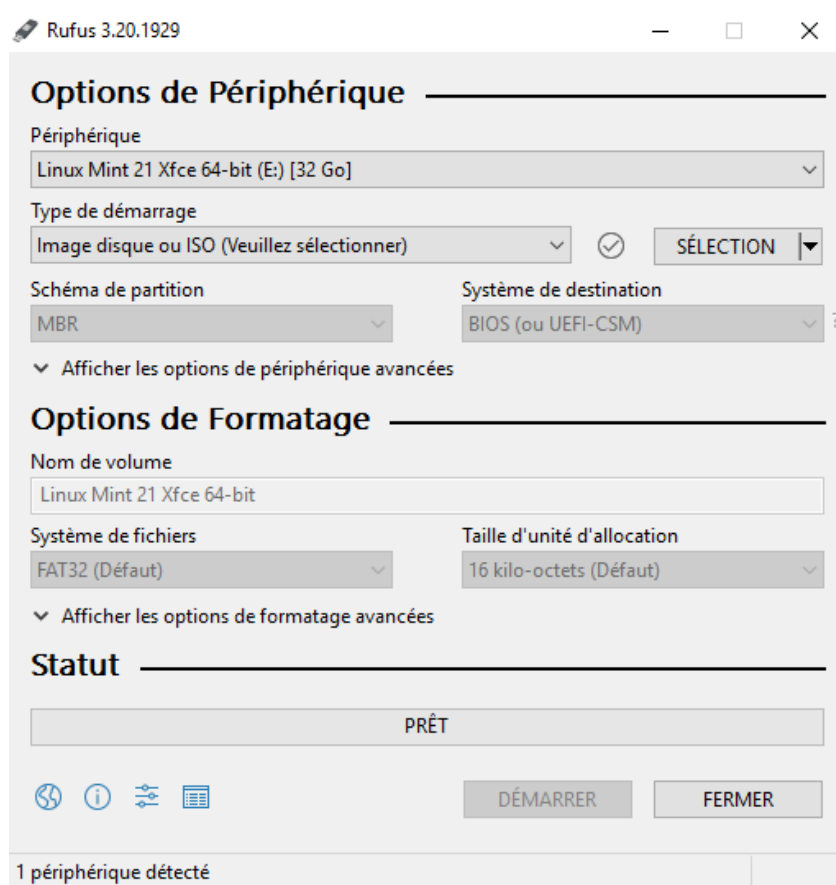 Rufus 3.20.1929
Options de Périphérique
Périphérique
Linux Mint 21 Xfce 64-bit (E:) [32 Go]
Type de démarrage
Image disque ou ISO (Veuillez sélectionner)
SÉLECTION
Schéma de partition
Système de destination
MBR
BIOS (ou UEFI-CSM)
Afficher les options de périphérique avancées
Options de Formatage
Nom de volume
Linux Mint 21 Xfce 64-bit
Système de fichiers
Taille d'unité d'allocation
FAT32 (Défaut)
16 kilo-octets (Défaut)
Afficher les options de formatage avancées
Statut
PRÊT
DÉMARRER
FERMER
1 périphérique détecté